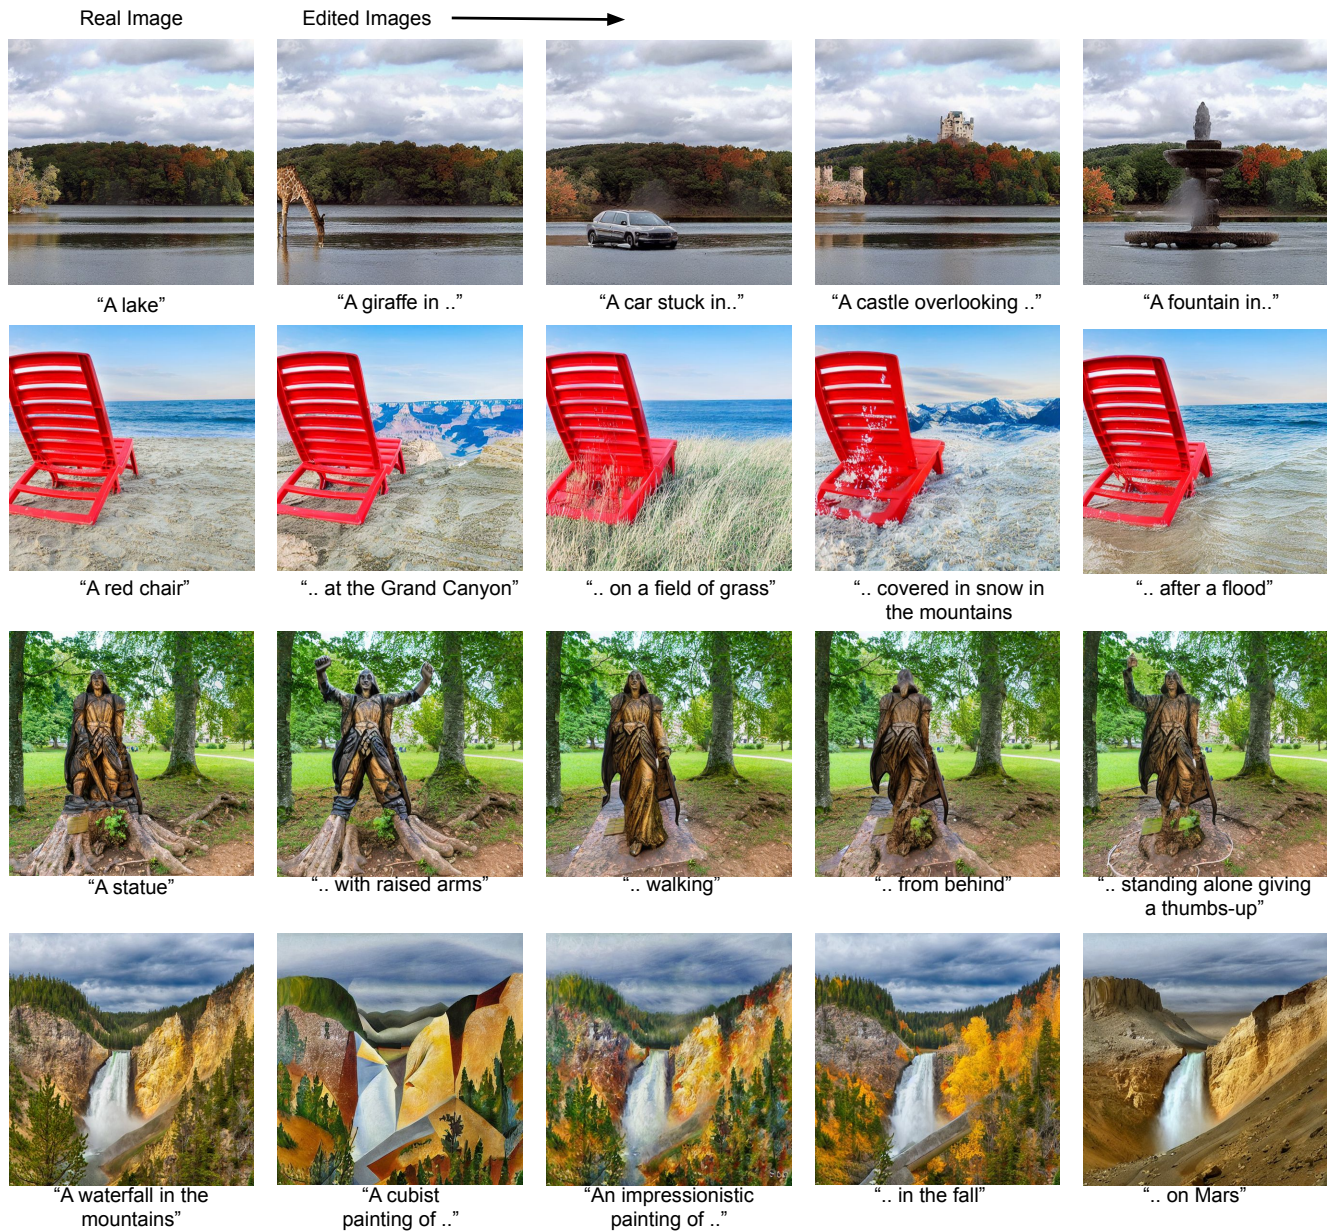 Real Image
Edited Images
“A lake”
“A giraffe in ..”
“A car stuck in..”
“A castle overlooking ..”
“A fountain in..”
“A red chair”
“.. at the Grand Canyon”
“.. on a field of grass”
“.. covered in snow in
the mountains
“.. after a flood”
“A statue”
“.. with raised arms”
“.. walking”
“.. from behind”
“.. standing alone giving
a thumbs-up”
“A waterfall in the
mountains”
“A cubist
painting of ..”
“An impressionistic
painting of ..”
“.. in the fall”
“.. on Mars”